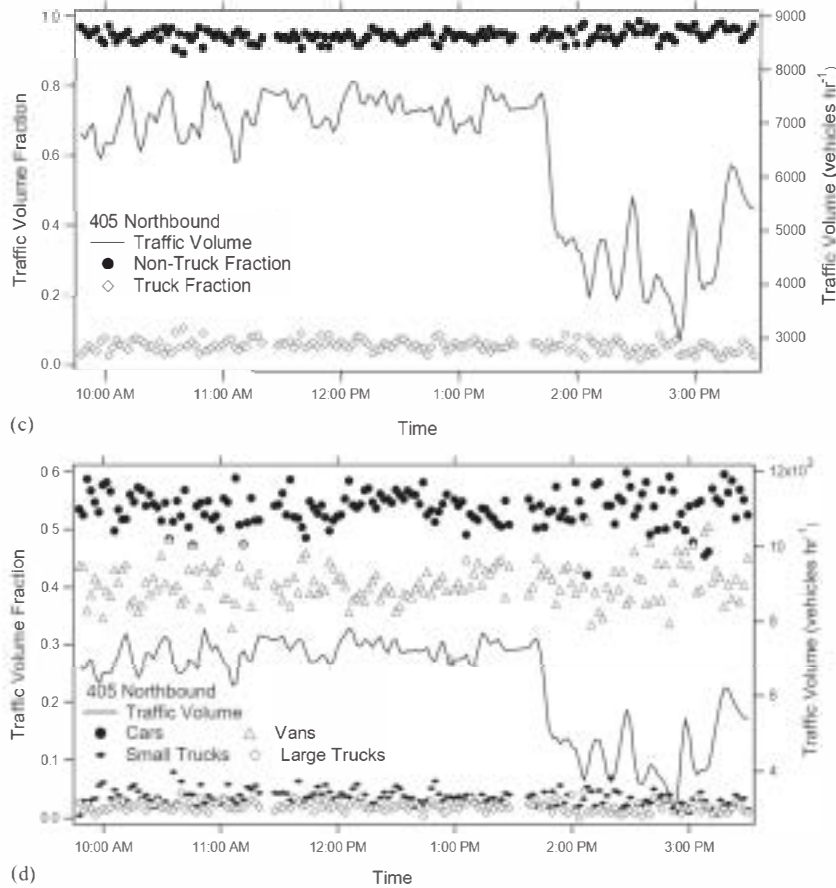 1.0
0.8
0.6
0.4
0.2
0.0
Traffic Volume Fraction
9000
8000
7000
6000
5000
4000
3000
Traffic Volume (vehicles hr-1)
405 Northbound
Traffic Volume
Non-Truck Fraction
Truck Fraction
10:00 AM 11:00 AM 12:00 PM 1:00 PM 2:00 PM 3:00 PM
(c) Time
0.6
0.5
0.4
0.3
0.2
0.1
0.0
Traffic Volume Fraction
12x10³
10
8
6
4
Traffic Volume (vehicles hr-1)
405 Northbound
Traffic Volume
Cars Vans
Small Trucks Large Trucks
10:00 AM 11:00 AM 12:00 PM 1:00 PM 2:00 PM 3:00 PM
(d) Time